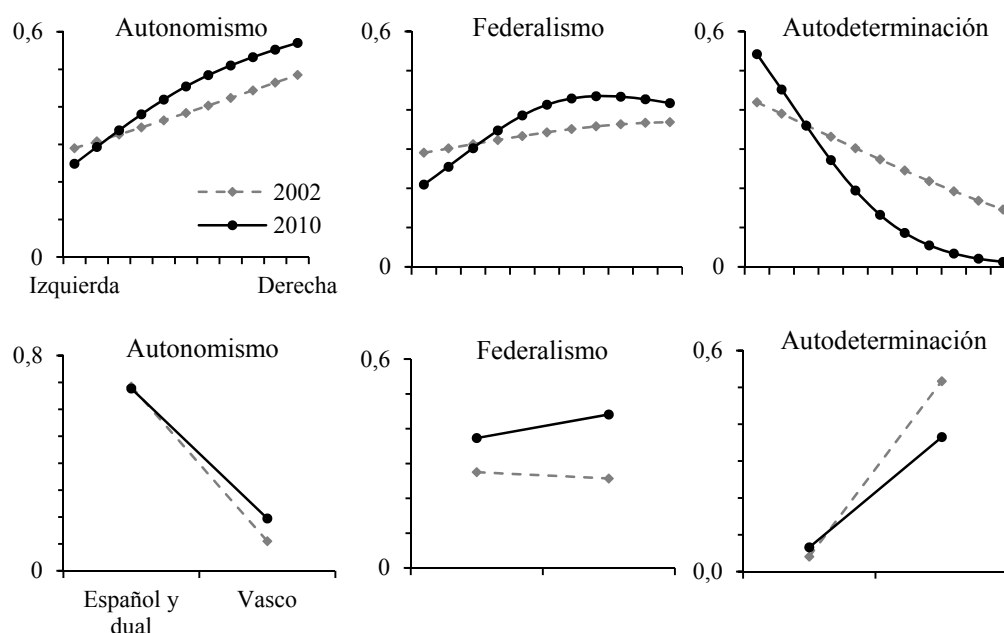 0,6
Autonomismo
2002
2010
0
Izquierda
Derecha
0,6
Federalismo
0
0,6
Autodeterminación
0
0,8
Autonomismo
0
Español y
dual
Vasco
0,6
Federalismo
0
0,6
Autodeterminación
0,0